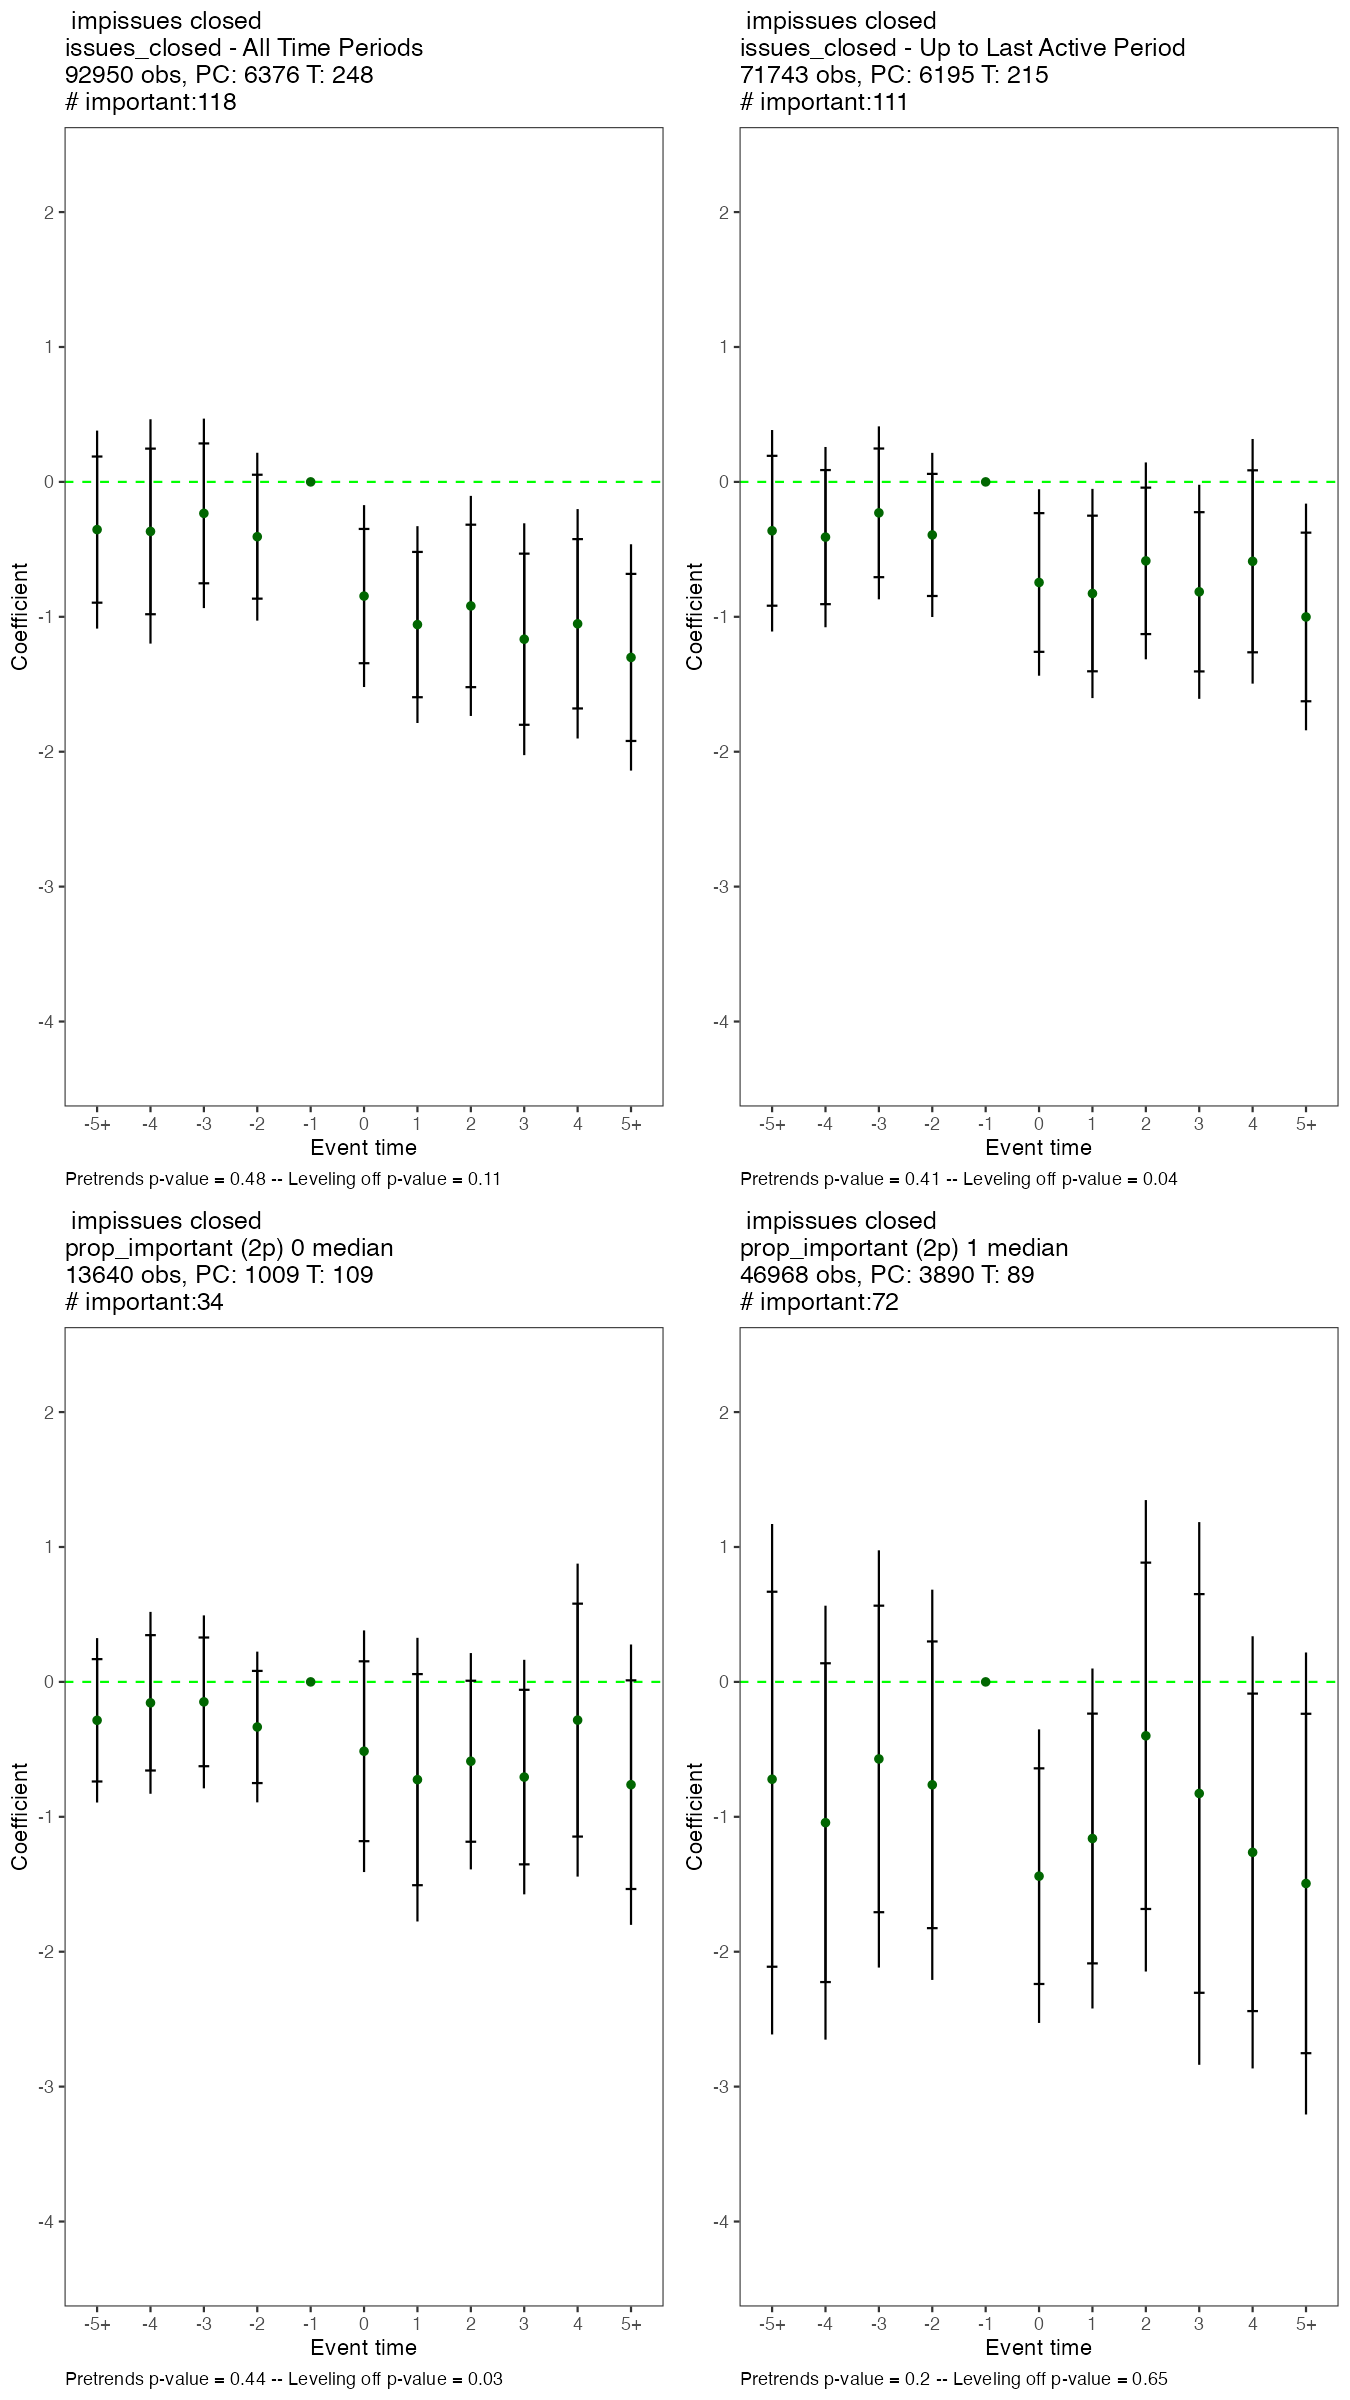 impissues closed
issues_closed - All Time Periods
92950 obs, PC: 6376 T: 248
# important:118
2
1
0
-1
-2
-3
-4
Coefficient
-5+ -4 -3 -2 -1 0 1 2 3 4 5+
Event time
Pretrends p-value = 0.48 -- Leveling off p-value = 0.11
impissues closed
issues_closed - Up to Last Active Period
71743 obs, PC: 6195 T: 215
# important:111
2
1
0
-1
-2
-3
-4
Coefficient
-5+ -4 -3 -2 -1 0 1 2 3 4 5+
Event time
Pretrends p-value = 0.41 -- Leveling off p-value = 0.04
impissues closed
prop_important (2p) 0 median
13640 obs, PC: 1009 T: 109
# important:34
2
1
0
-1
-2
-3
-4
Coefficient
-5+ -4 -3 -2 -1 0 1 2 3 4 5+
Event time
Pretrends p-value = 0.44 -- Leveling off p-value = 0.03
impissues closed
prop_important (2p) 1 median
46968 obs, PC: 3890 T: 89
# important:72
2
1
0
-1
-2
-3
-4
Coefficient
-5+ -4 -3 -2 -1 0 1 2 3 4 5+
Event time
Pretrends p-value = 0.2 -- Leveling off p-value = 0.65